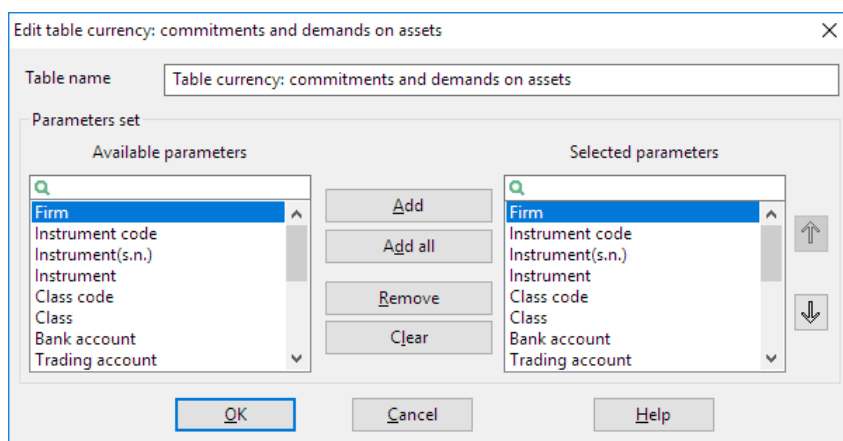 Edit table currency: commitments and demands on assets
Table name
Table currency: commitments and demands on assets
Parameters set
Available parameters
Firm
Instrument code
Instrument(s.n.)
Instrument
Class code
Class
Bank account
Trading account
Add
Add all
Remove
Clear
Selected parameters
Firm
Instrument code
Instrument(s.n.)
Instrument
Class code
Class
Bank account
Trading account
OK
Cancel
Help